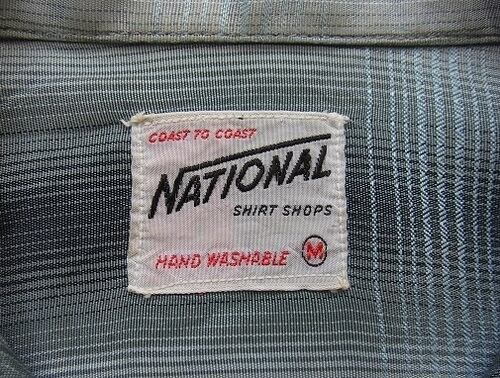 COAST TO COAST
NATIONAL
SHIRT SHOPS
HAND WASHABLE M